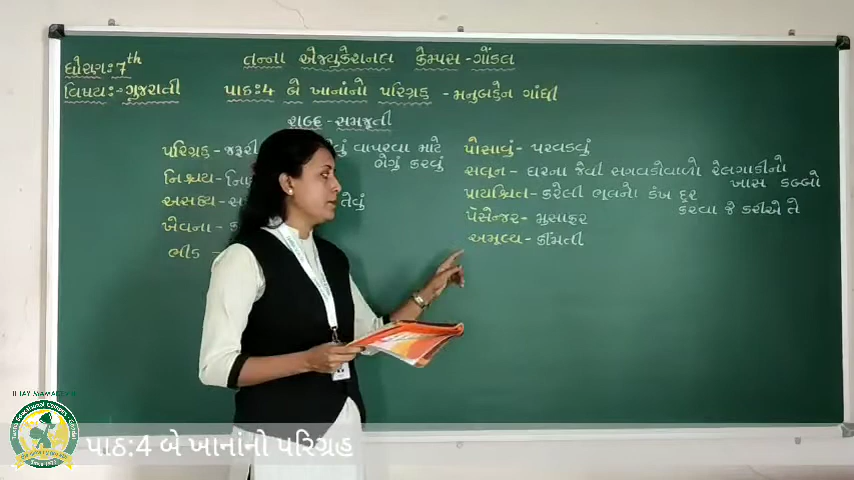 ધોરણ:7th
તન્ના એજ્યુકેશનલ કેમ્પસ-ગોંડલ
વિષય:-ગુજરાતી પાઠ:4 બે ખાનાંનો પરિગ્રહ - મનુબહેન ગાંધી
શબ્દ - સમજૂતી
પરિગ્રહ - જરૂરી વાપરવા માટે
ભેગું કરવું
નિશ્ચય -
અસહ્ય - તેવું
ખેવના -
ભીડ -
પોસાવું - પરવડવું
સલૂન - ઘરના જેવી સગવડોવાળો રેલગાડીનો
ખાસ ડબ્બો
પ્રાયશ્ચિત - કરેલી ભૂલનો ડંખ દૂર
કરવા જે કરીએ તે
પેસેન્જર - મુસાફર
અમૂલ્ય - કીંમતી
પાઠ:4 બે ખાનાંનો પરિગ્રહ